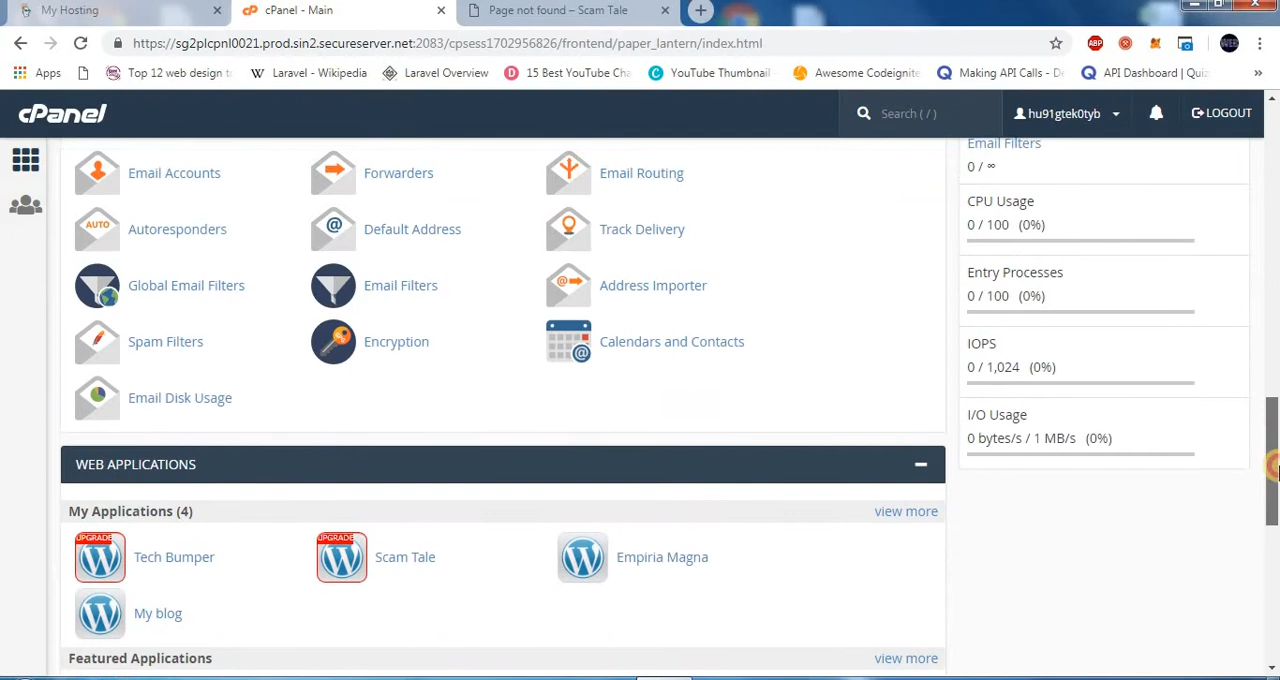 My Hosting
cPanel - Main
Page not found – Scam Tale
https://sg2plcpnl0021.prod.sin2.secureserver.net:2083/cpsess1702956826/frontend/paper_lantern/index.html
ABP
Apps
Top 12 web design t
Laravel - Wikipedia
Laravel Overview
15 Best YouTube Cha
YouTube Thumbnail
Awesome Codeignite
Making API Calls - De
API Dashboard | Quiz
»
cPanel
Search ( / )
hu91gtek0tyb
LOGOUT
Email Accounts
Forwarders
Email Routing
AUTO
Autoresponders
Default Address
Track Delivery
Global Email Filters
Email Filters
Address Importer
Spam Filters
Encryption
Calendars and Contacts
Email Disk Usage
Email Filters
0 / ∞
CPU Usage
0 / 100 (0%)
Entry Processes
0 / 100 (0%)
IOPS
0 / 1,024 (0%)
I/O Usage
0 bytes/s / 1 MB/s (0%)
WEB APPLICATIONS
My Applications (4)
view more
UPGRADE
Tech Bumper
UPGRADE
Scam Tale
Empiria Magna
My blog
Featured Applications
view more